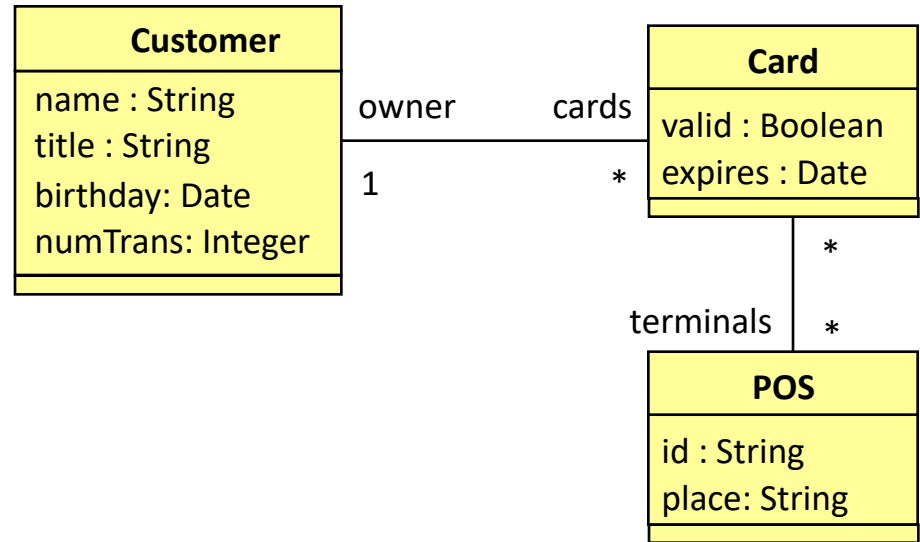 Customer
name : String
title : String
birthday: Date
numTrans: Integer
owner
cards
1
*
Card
valid : Boolean
expires : Date
*
terminals
*
POS
id : String
place: String